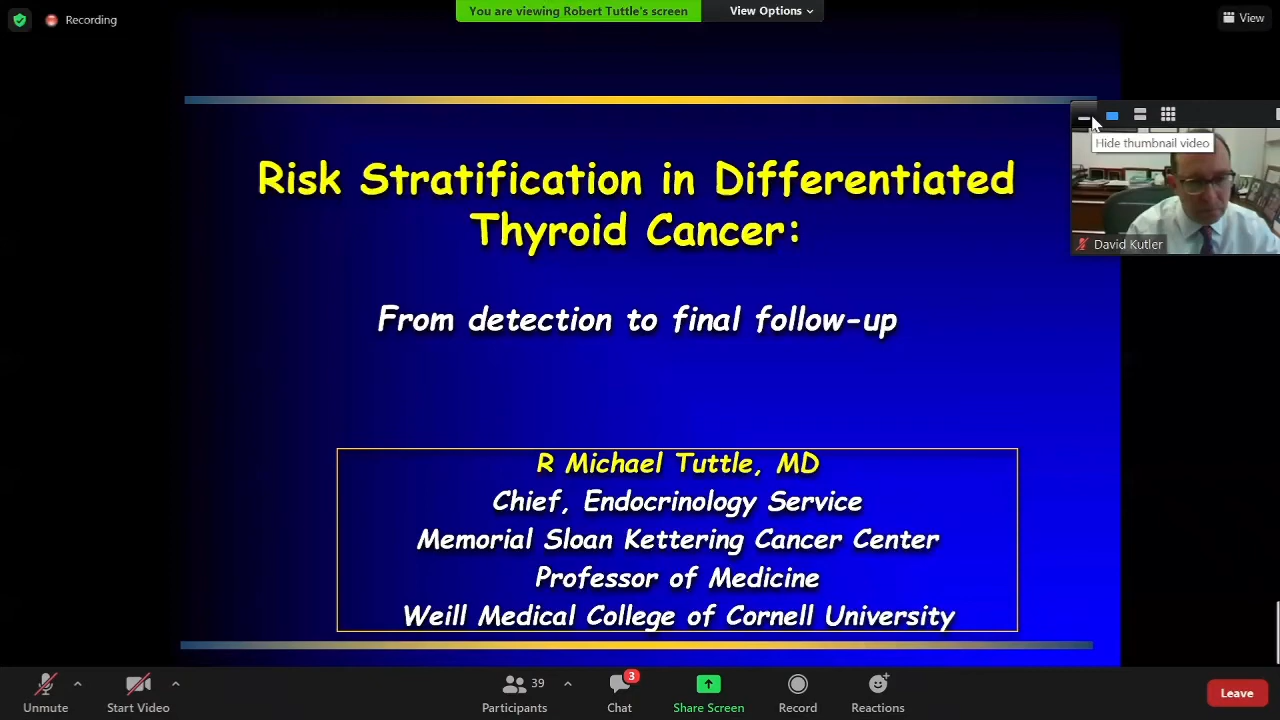 Recording
You are viewing Robert Tuttle's screen
View Options
View
Hide thumbnail video
David Kutler
Risk Stratification in Differentiated
Thyroid Cancer:
From detection to final follow-up
R Michael Tuttle, MD
Chief, Endocrinology Service
Memorial Sloan Kettering Cancer Center
Professor of Medicine
Weill Medical College of Cornell University
Unmute
Start Video
39
Participants
3
Chat
Share Screen
Record
Reactions
Leave